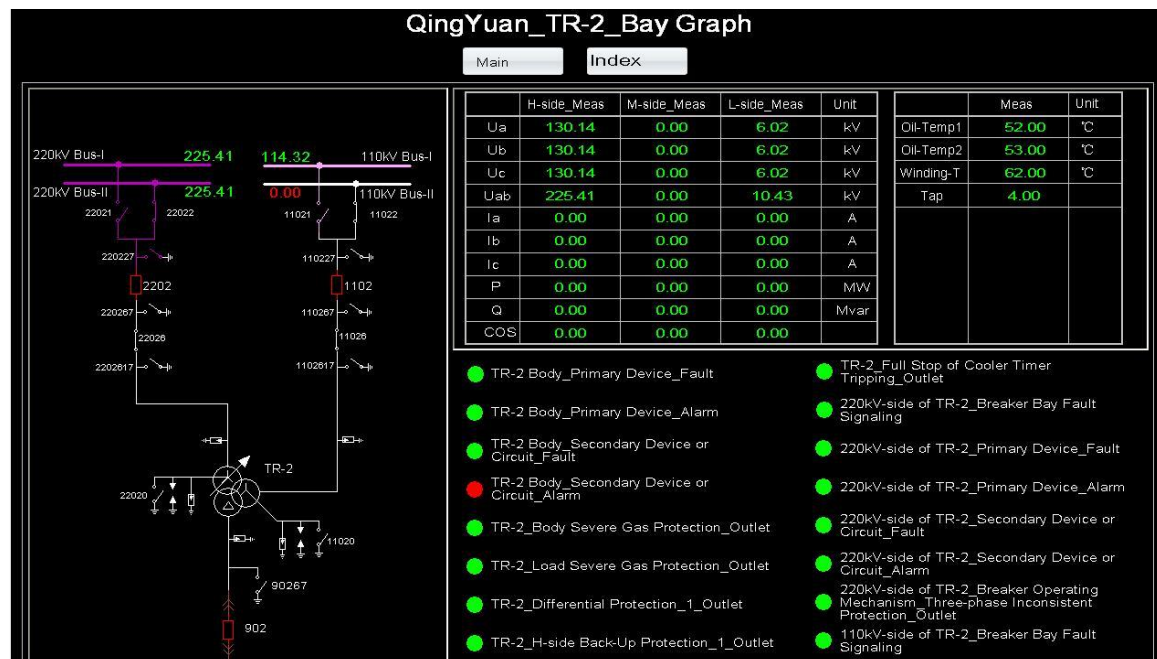 QingYuan_TR-2_Bay Graph
Main
Index
220kV Bus-I
225.41
114.32
110kV Bus-I
220kV Bus-II
225.41
0.00
110kV Bus-II
22021
22022
11021
11022
220227
110227
2202
1102
220267
110267
22026
11026
2202617
1102617
TR-2
22020
11020
90267
902
H-side_Meas M-side_Meas L-side_Meas Unit
Ua 130.14 0.00 6.02 kV
Ub 130.14 0.00 6.02 kV
Uc 130.14 0.00 6.02 kV
Uab 225.41 0.00 10.43 kV
Ia 0.00 0.00 0.00 A
Ib 0.00 0.00 0.00 A
Ic 0.00 0.00 0.00 A
P 0.00 0.00 0.00 MW
Q 0.00 0.00 0.00 Mvar
COS 0.00 0.00 0.00
Meas Unit
Oil-Temp1 52.00 ℃
Oil-Temp2 53.00 ℃
Winding-T 62.00 ℃
Tap 4.00
TR-2 Body_Primary Device_Fault
TR-2 Body_Primary Device_Alarm
TR-2 Body_Secondary Device or
Circuit_Fault
TR-2 Body_Secondary Device or
Circuit_Alarm
TR-2_Body Severe Gas Protection_Outlet
TR-2_Load Severe Gas Protection_Outlet
TR-2_Differential Protection_1_Outlet
TR-2_H-side Back-Up Protection_1_Outlet
TR-2_Full Stop of Cooler Timer
Tripping_Outlet
220kV-side of TR-2_Breaker Bay Fault
Signaling
220kV-side of TR-2_Primary Device_Fault
220kV-side of TR-2_Primary Device_Alarm
220kV-side of TR-2_Secondary Device or
Circuit_Fault
220kV-side of TR-2_Secondary Device or
Circuit_Alarm
220kV-side of TR-2_Breaker Operating
Mechanism_Three-phase Inconsistent
Protection_Outlet
110kV-side of TR-2_Breaker Bay Fault
Signaling